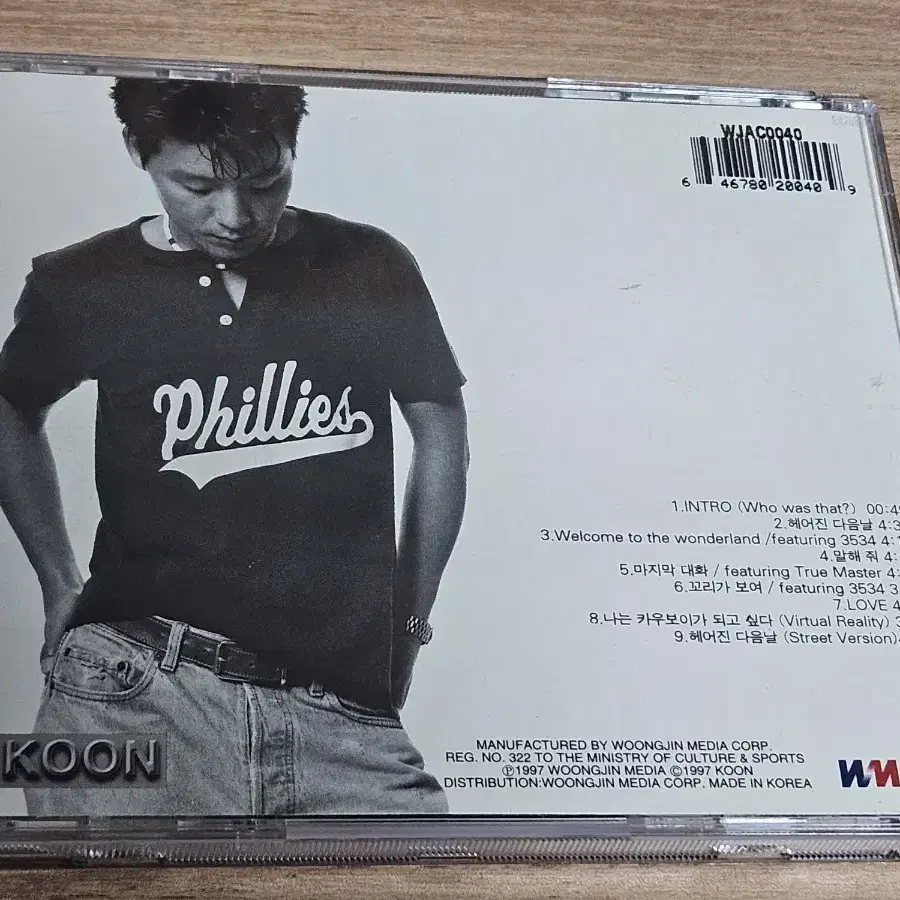 WJAC0040
6 46780 20040 9
Phillies
1.INTRO (Who was that?) 00:4
2.헤어진 다음날 4:3
3.Welcome to the wonderland /featuring 3534 4:1
4.말해 줘 4:
5.마지막 대화 / featuring True Master 4:
6.꼬리가 보여 / featuring 3534 3
7.LOVE 4
8.나는 카우보이가 되고 싶다 (Virtual Reality) 3
9.헤어진 다음날 (Street Version)
KOON
MANUFACTURED BY WOONGJIN MEDIA CORP.
REG. NO. 322 TO THE MINISTRY OF CULTURE & SPORTS
Ⓟ1997 WOONGJIN MEDIA ©1997 KOON
DISTRIBUTION:WOONGJIN MEDIA CORP. MADE IN KOREA
WM